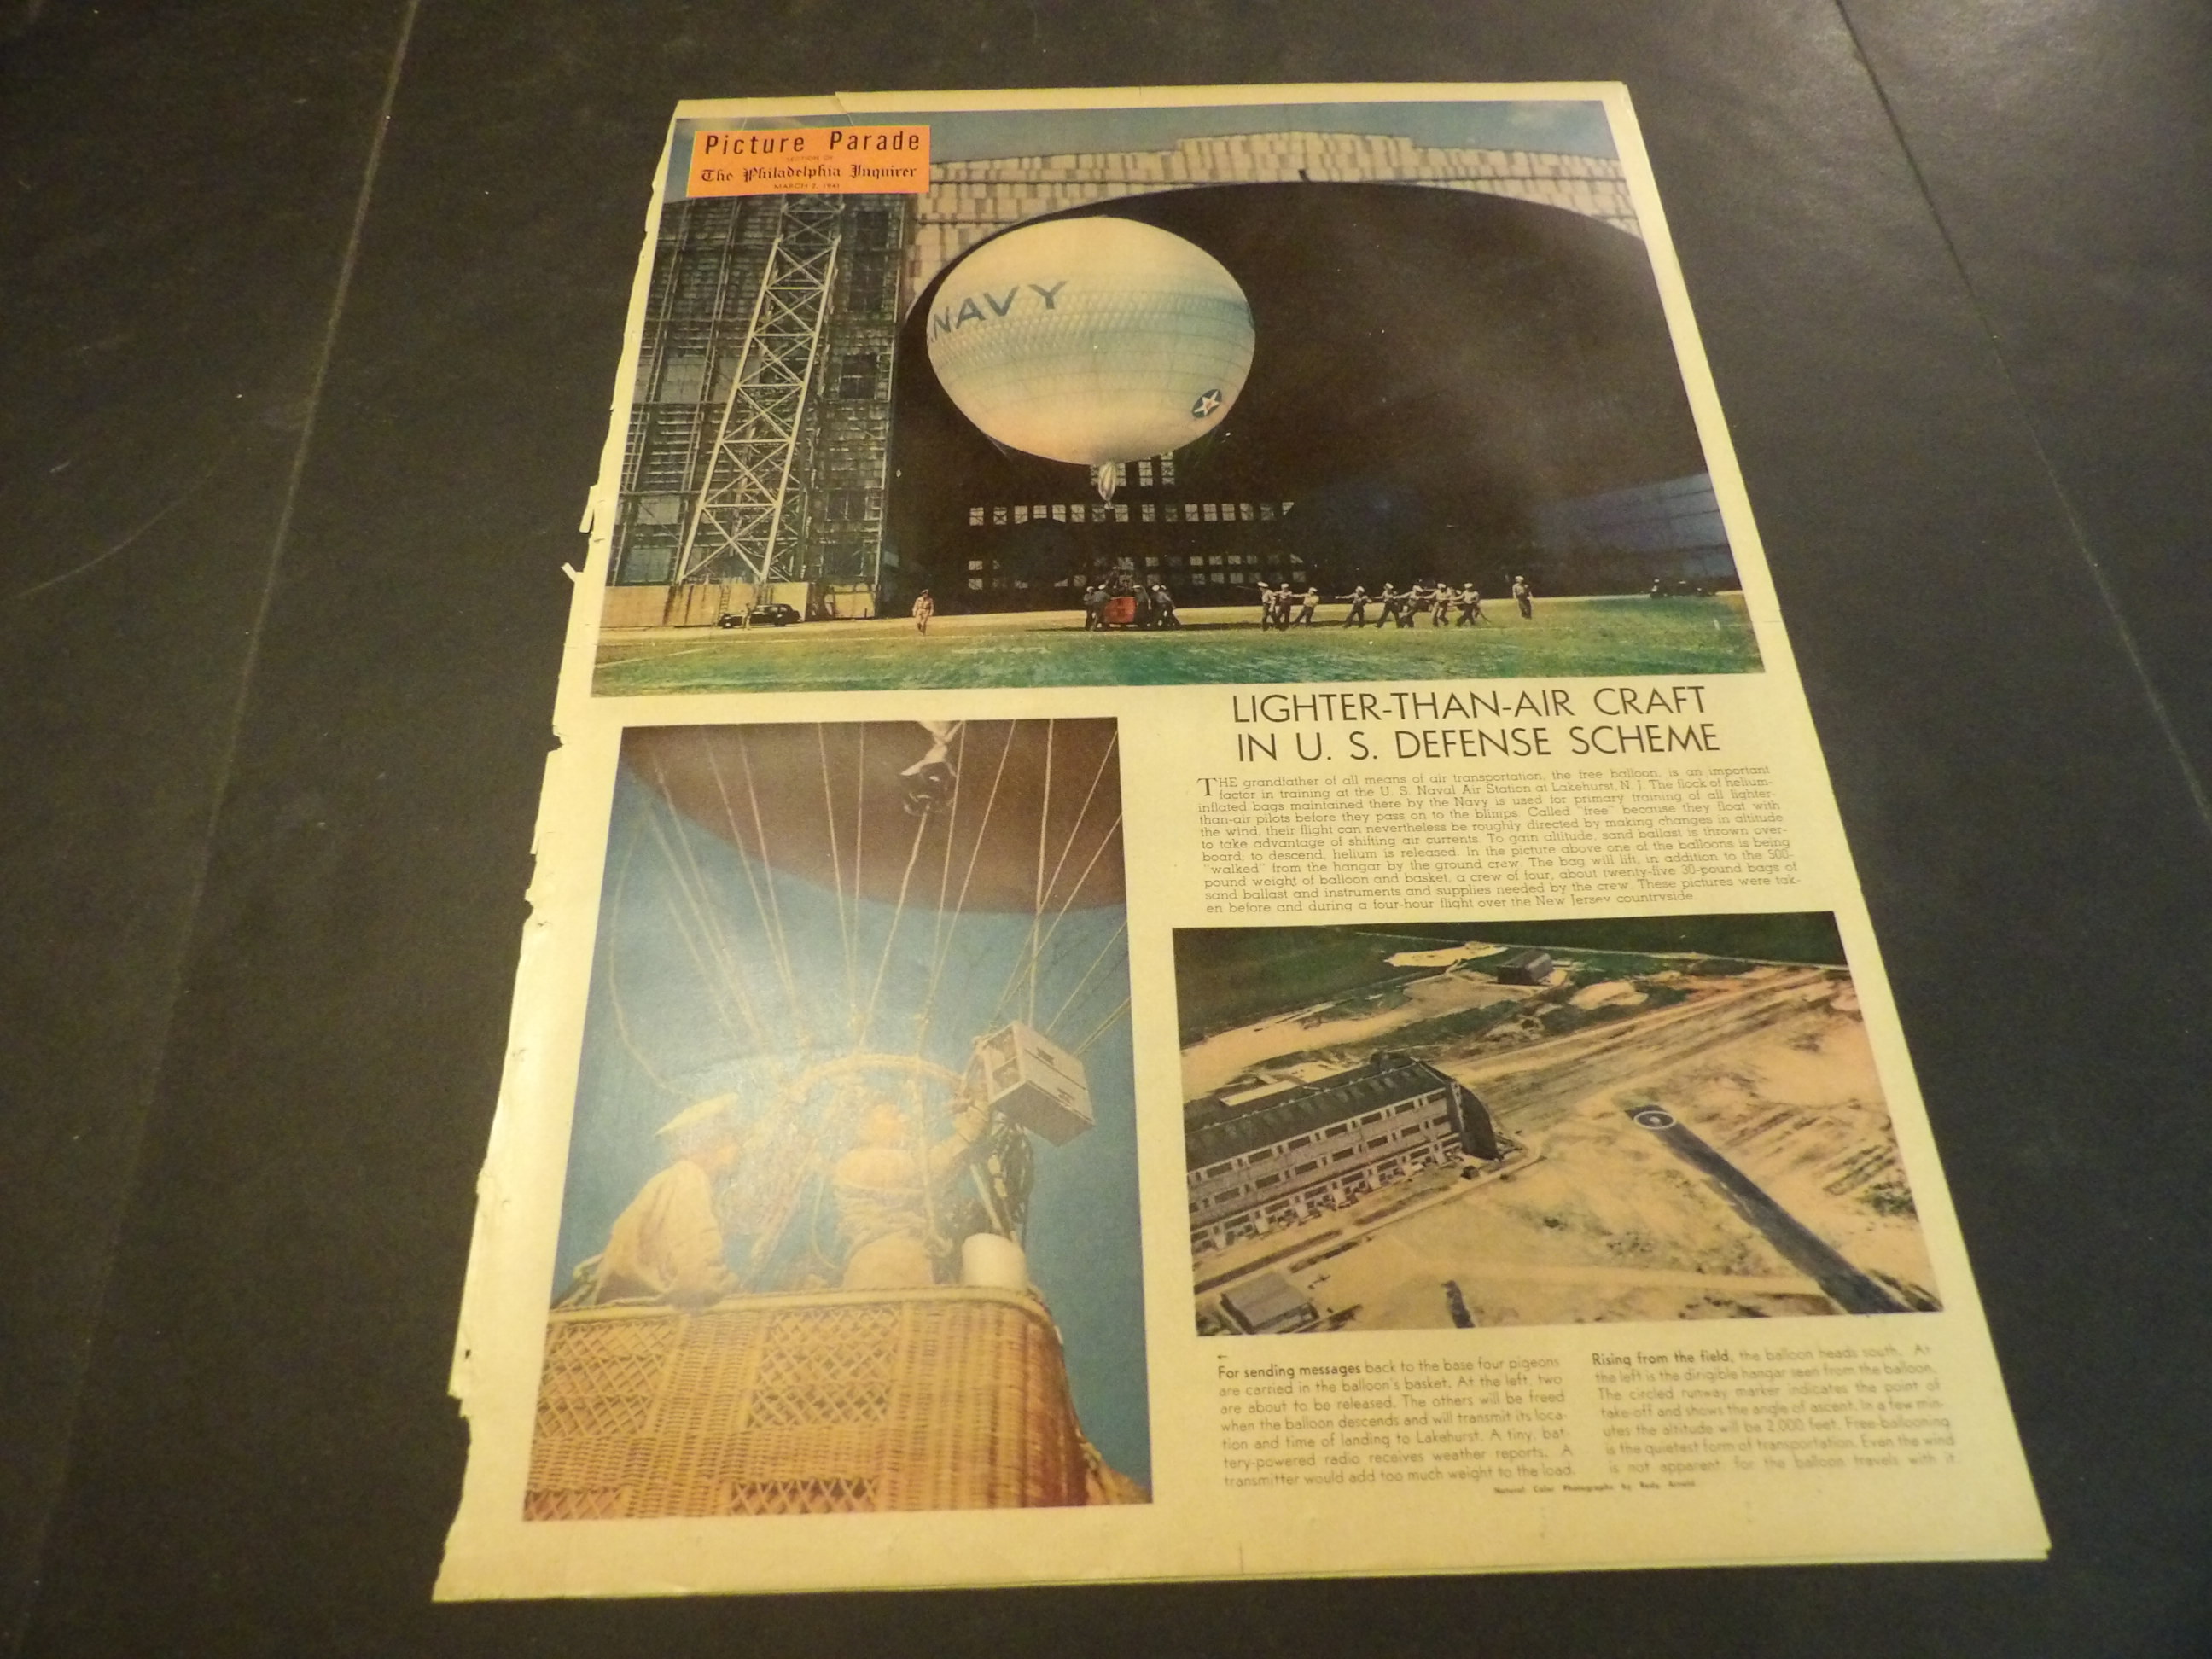 Picture Parade
SECTION OF
The Philadelphia Inquirer
MARCH 2, 1941
NAVY
LIGHTER-THAN-AIR CRAFT
IN U. S. DEFENSE SCHEME
THE grandfather of all means of air transportation, the free balloon, is an important
factor in training at the U. S. Naval Air Station at Lakehurst, N. J. The flock of helium-
inflated bags maintained there by the Navy is used for primary training of all lighter-
than-air pilots before they pass on to the blimps. Called "free" because they float with
the wind, their flight can nevertheless be roughly directed by making changes in altitude
to take advantage of shifting air currents. To gain altitude, sand ballast is thrown over-
board; to descend, helium is released. In the picture above one of the balloons is being
"walked" from the hangar by the ground crew. The bag will lift, in addition to the 500-
pound weight of balloon and basket, a crew of four, about twenty-five 30-pound bags of
sand ballast and instruments and supplies needed by the crew. These pictures were tak-
en before and during a four-hour flight over the New Jersey countryside.
←
For sending messages back to the base four pigeons
are carried in the balloon's basket. At the left, two
are about to be released. The others will be freed
when the balloon descends and will transmit its loca-
tion and time of landing to Lakehurst. A tiny, bat-
tery-powered radio receives weather reports. A
transmitter would add too much weight to the load.
Rising from the field, the balloon heads south. At
the left is the dirigible hangar seen from the balloon.
The circled runway marker indicates the point of
take-off and shows the angle of ascent. In a few min-
utes the altitude will be 2,000 feet. Free-ballooning
is the quietest form of transportation. Even the wind
is not apparent, for the balloon travels with it.
Natural Color Photographs by Rudy Arnold